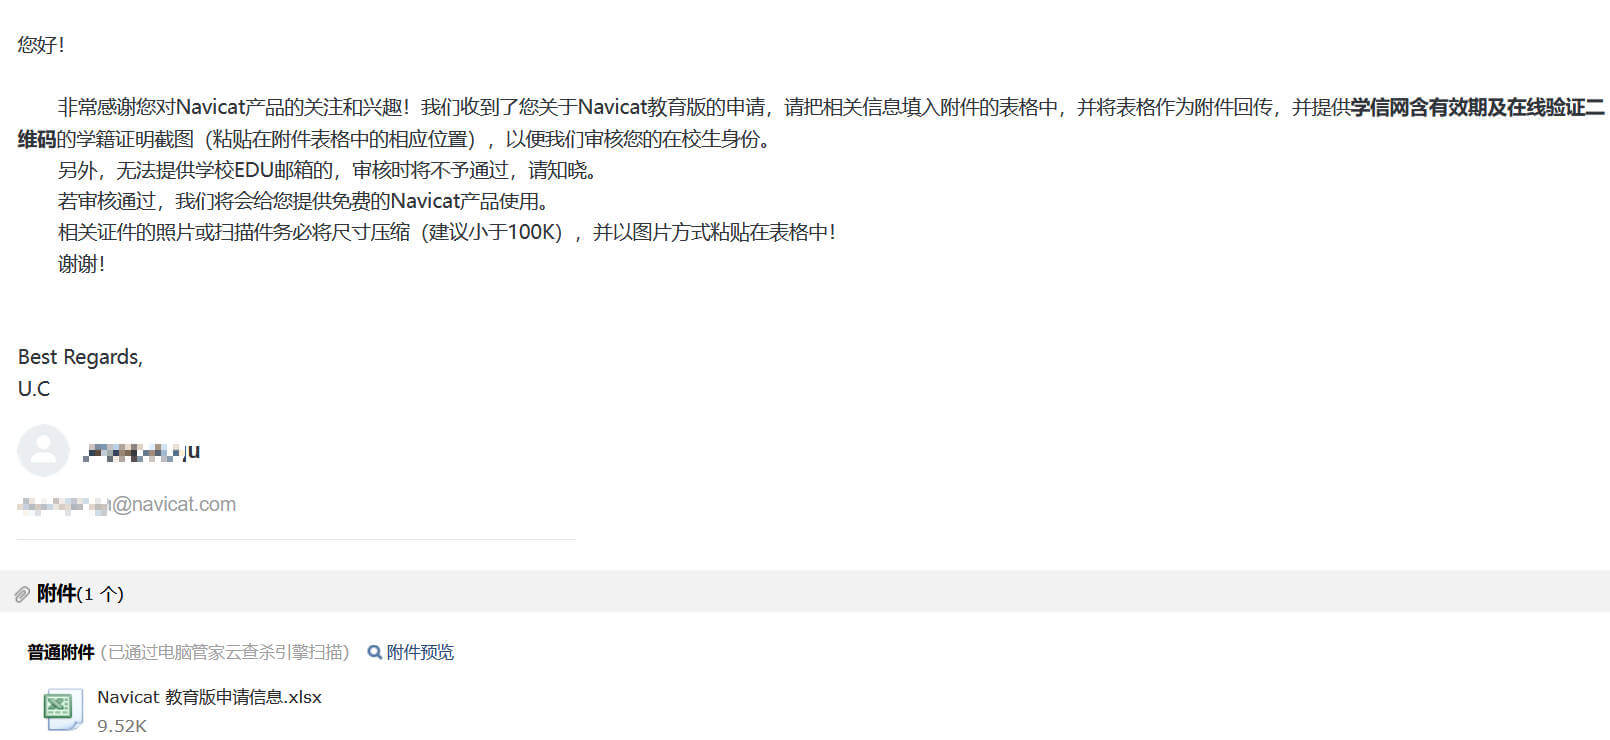 您好！
非常感谢您对Navicat产品的关注和兴趣！我们收到了您关于Navicat教育版的申请，请把相关信息填入附件的表格中，并将表格作为附件回传，并提供学信网含有效期及在线验证二
维码的学籍证明截图（粘贴在附件表格中的相应位置），以便我们审核您的在校生身份。
另外，无法提供学校EDU邮箱的，审核时将不予通过，请知晓。
若审核通过，我们将会给您提供免费的Navicat产品使用。
相关证件的照片或扫描件务必将尺寸压缩（建议小于100K），并以图片方式粘贴在表格中！
谢谢！
Best Regards,
U.C
u
@navicat.com
附件(1 个)
普通附件（已通过电脑管家云查杀引擎扫描） 附件预览
Navicat 教育版申请信息.xlsx
9.52K